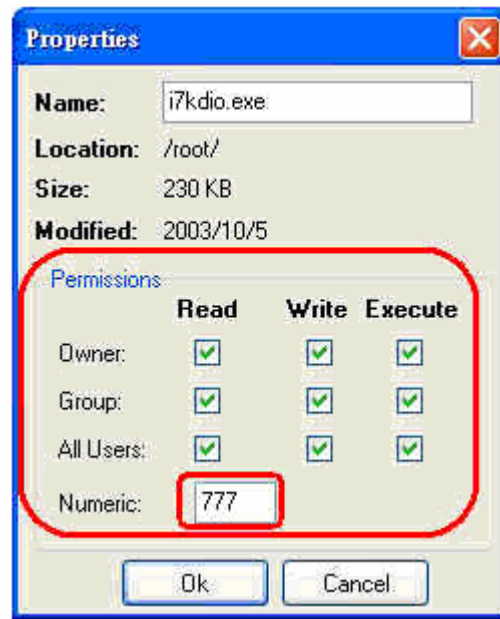 Properties
Name: i7kdio.exe
Location: /root/
Size: 230 KB
Modified: 2003/10/5
Permissions
Read Write Execute
Owner:
Group:
All Users:
Numeric: 777
Ok Cancel